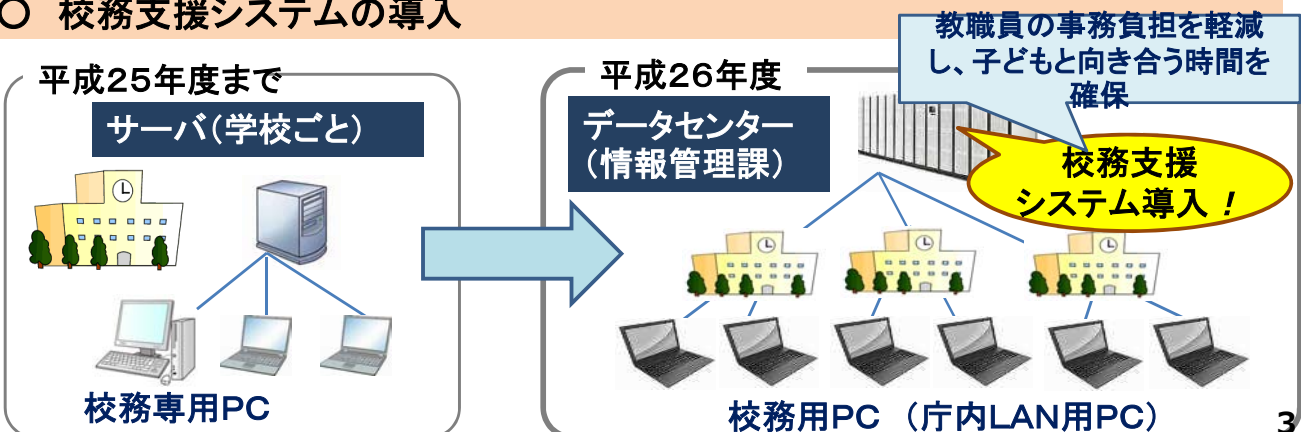 ○ 校務支援システムの導入
平成25年度まで
サーバ(学校ごと)
校務専用PC
平成26年度
データセンター
(情報管理課)
教職員の事務負担を軽減
し、子どもと向き合う時間を
確保
校務支援
システム導入!
校務用PC (庁内LAN用PC)
3